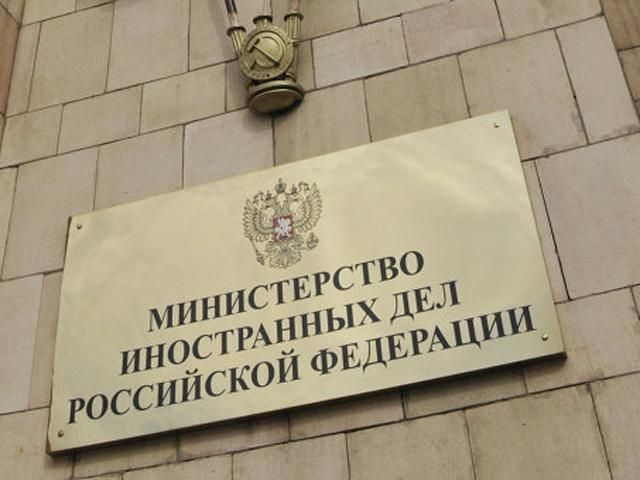 МИНИСТЕРСТВО
ИНОСТРАННЫХ ДЕЛ
РОССИЙСКОЙ ФЕДЕРАЦИИ